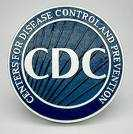 CENTERS FOR DISEASE CONTROL AND PREVENTION
CDC